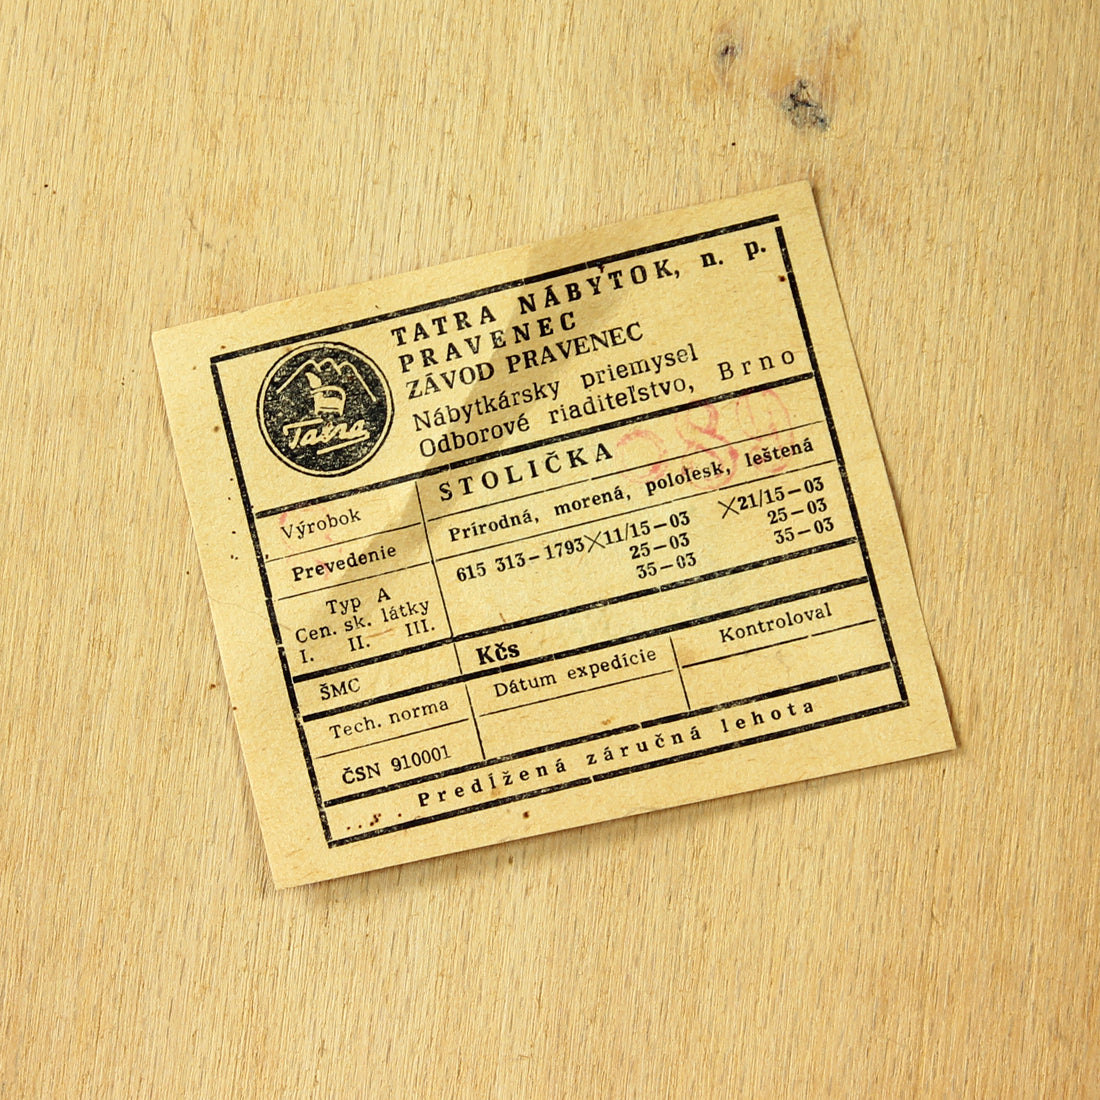 TATRA NÁBYTOK, n. p.
PRAVENEC
ZÁVOD PRAVENEC
Nábytkársky priemysel
Odborové riaditeľstvo, Brno
Tatra
Výrobok STOLIČKA
Prevedenie Prírodná, morená, pololesk, leštená
Typ A 615 313-1793 11/15-03 21/15-03
Cen. sk. látky 25-03 25-03
I. II. III. 35-03 35-03
ŠMC Kčs
Tech. norma Dátum expedície Kontroloval
ČSN 910001
Predĺžená záručná lehota